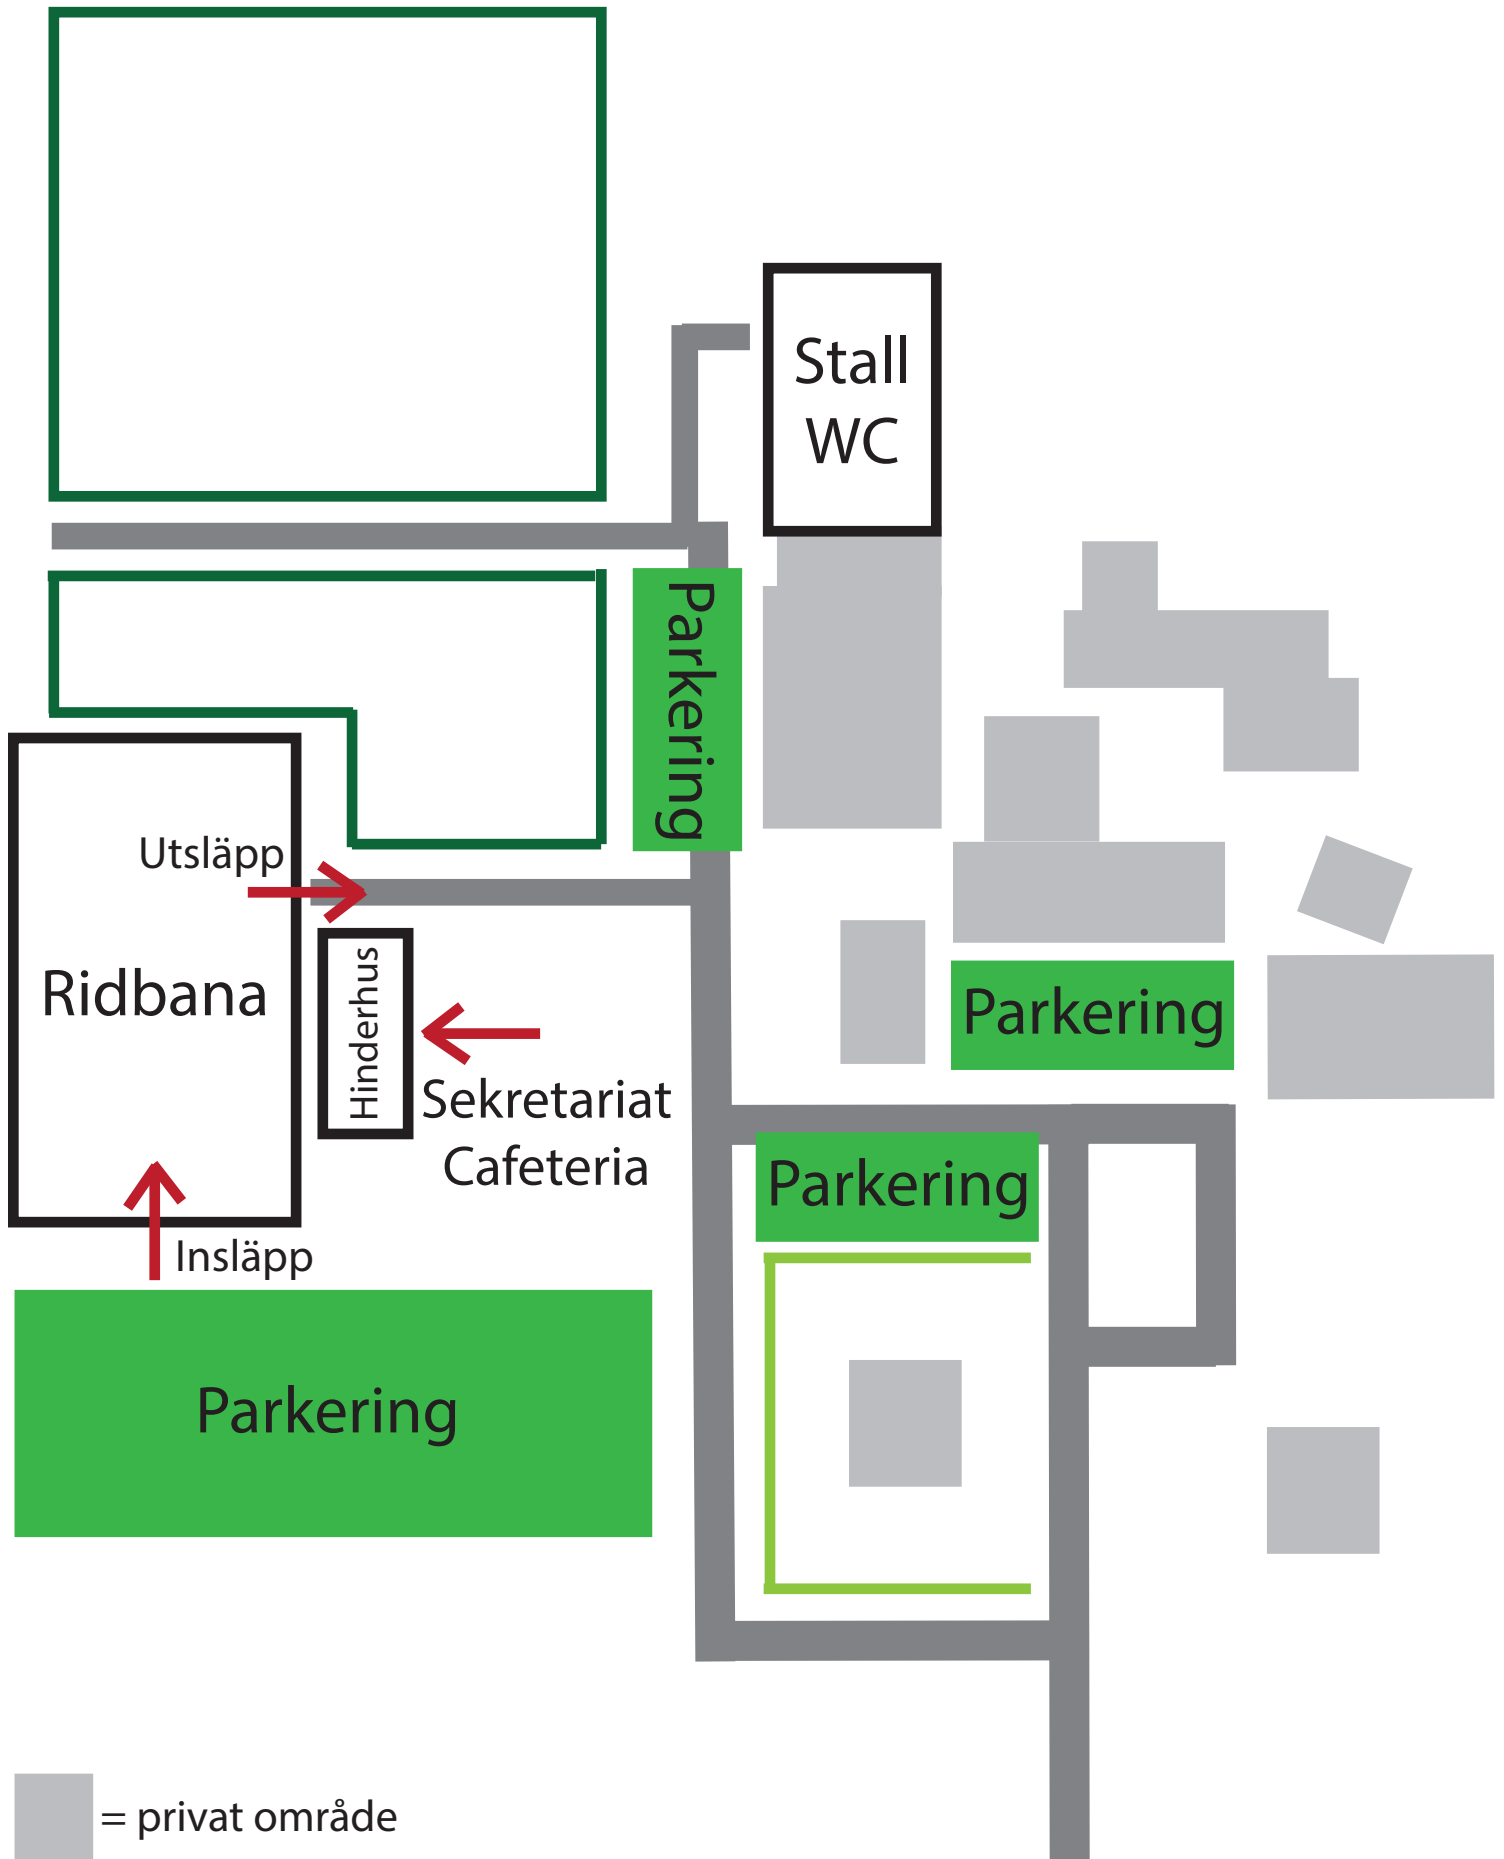 Stall
WC
Parkering
Utsläpp
Ridbana
Hinderhus
Parkering
Sekretariat
Cafeteria
Parkering
Insläpp
Parkering
= privat område